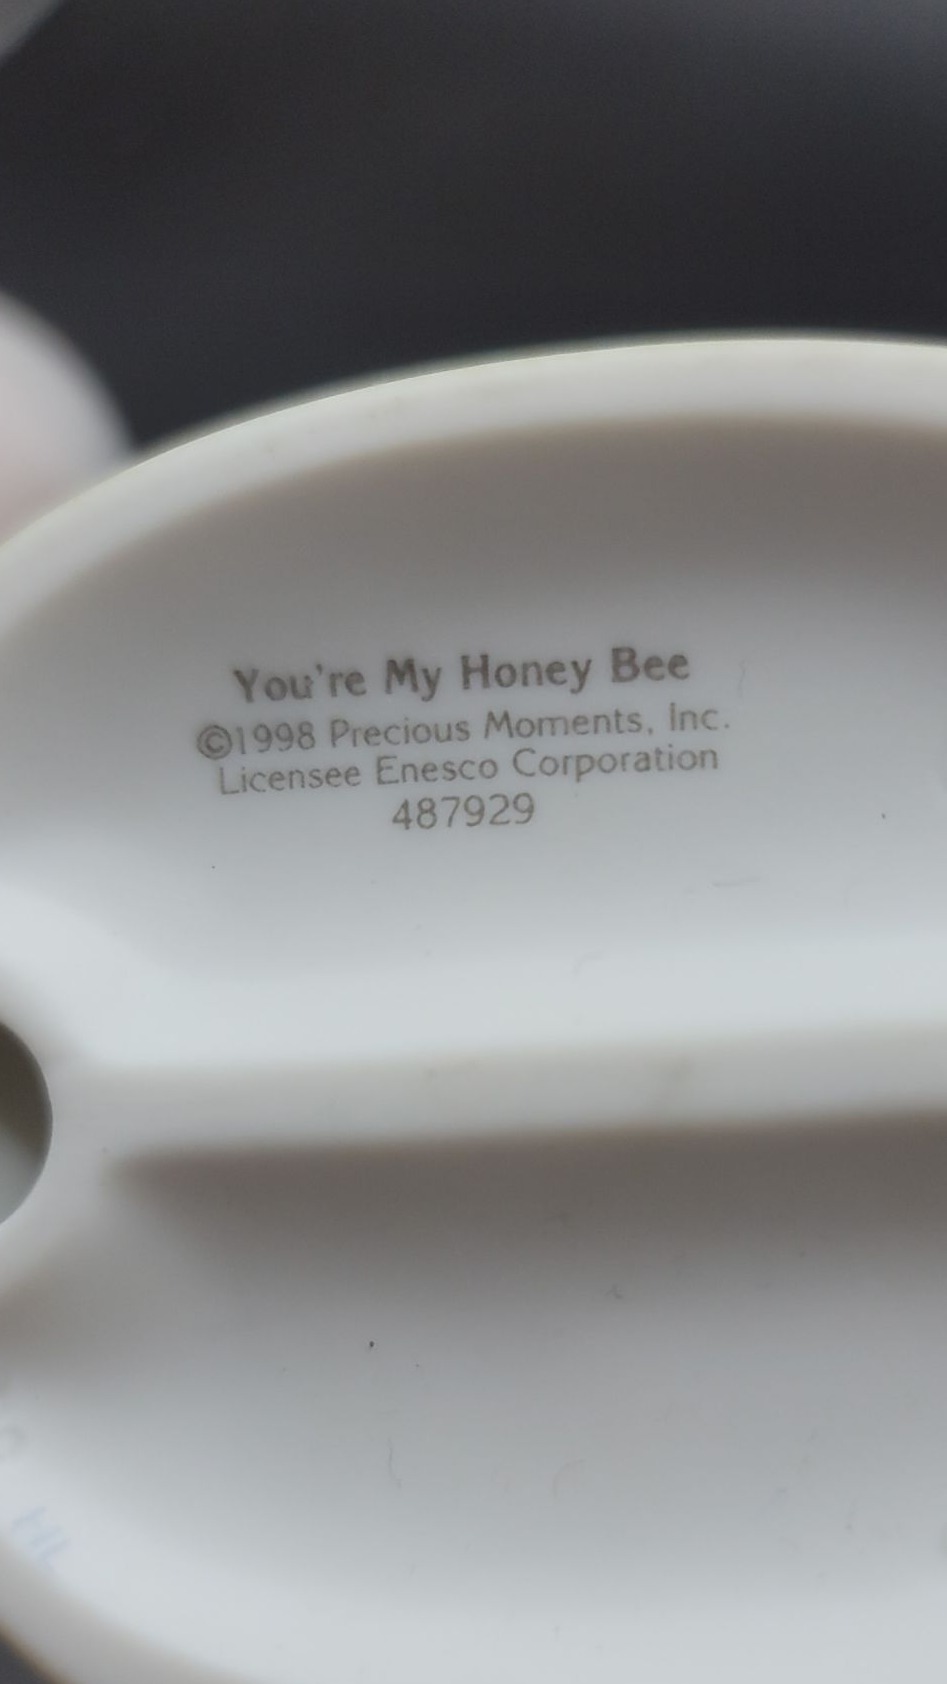 You're My Honey Bee
©1998 Precious Moments, Inc.
Licensee Enesco Corporation
487929